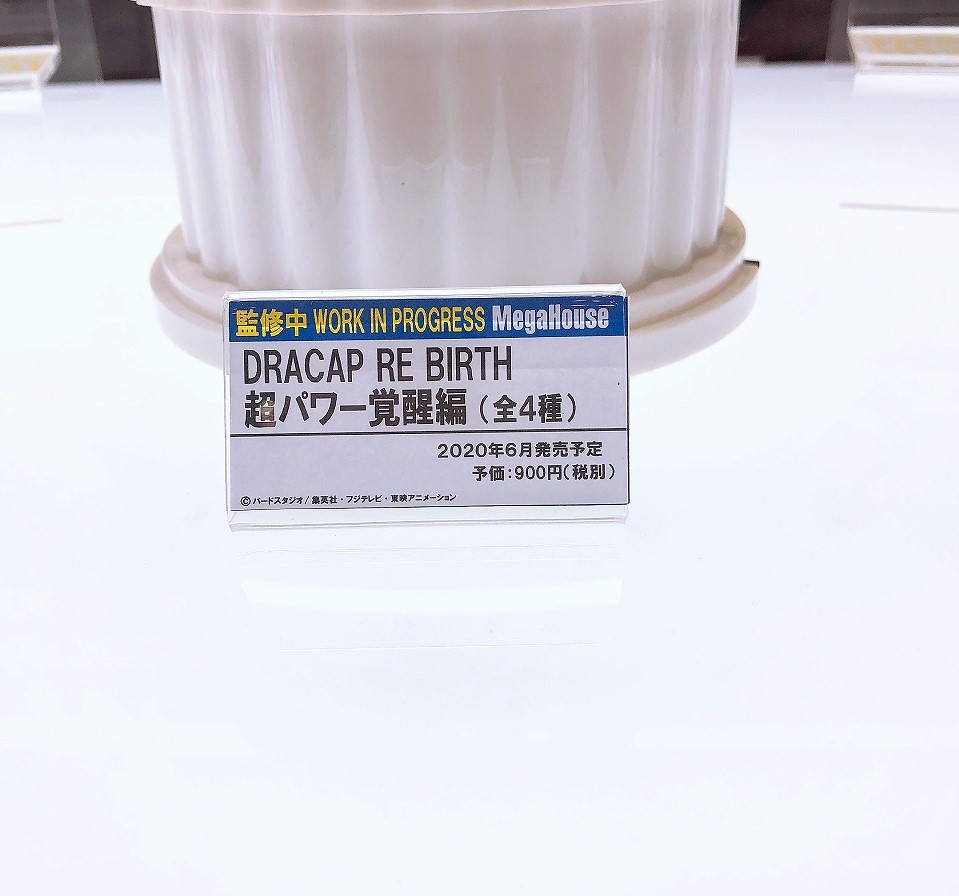 監修中 WORK IN PROGRESS MegaHouse
DRACAP RE BIRTH
超パワー覚醒編（全4種）
2020年6月発売予定
予価：900円（税別）
©バードスタジオ/集英社・フジテレビ・東映アニメーション